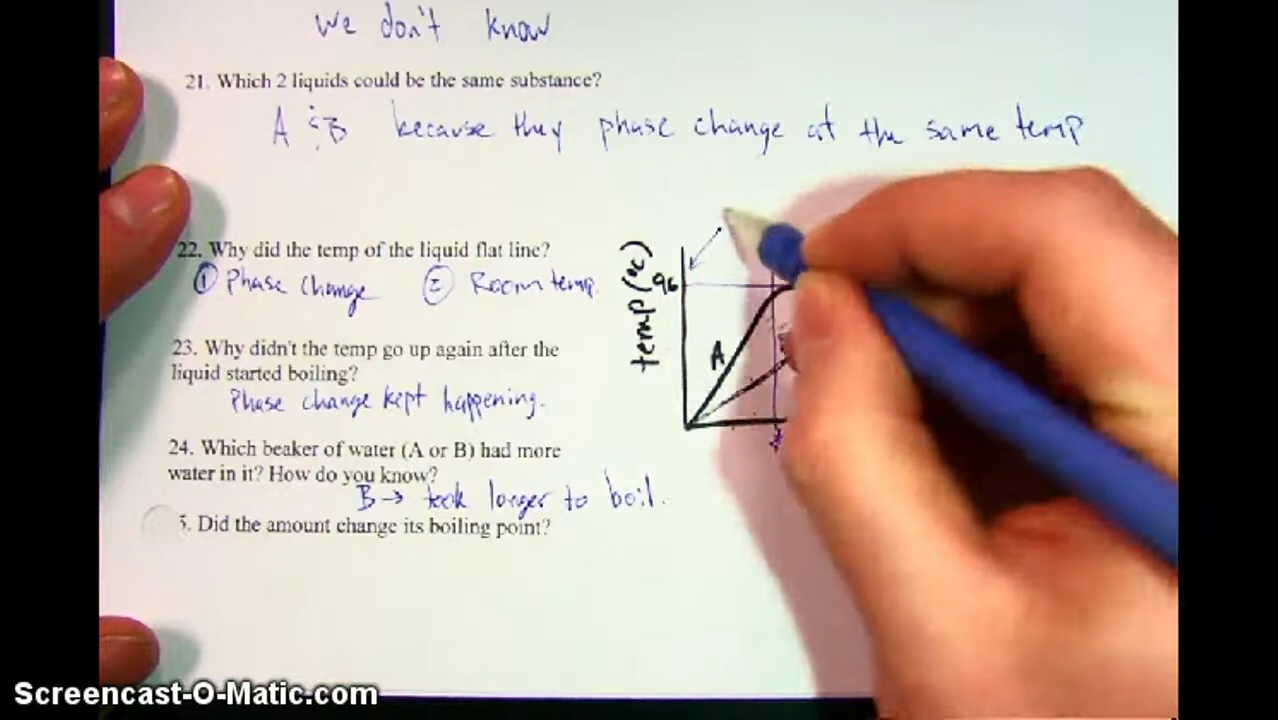 we don't know
21. Which 2 liquids could be the same substance?
A & B because they phase change at the same temp
22. Why did the temp of the liquid flat line?
① Phase change ② Room temp.
23. Why didn't the temp go up again after the
liquid started boiling?
Phase change kept happening.
24. Which beaker of water (A or B) had more
water in it? How do you know?
B → took longer to boil.
5. Did the amount change its boiling point?
temp (°C)
96
A
Screencast-O-Matic.com